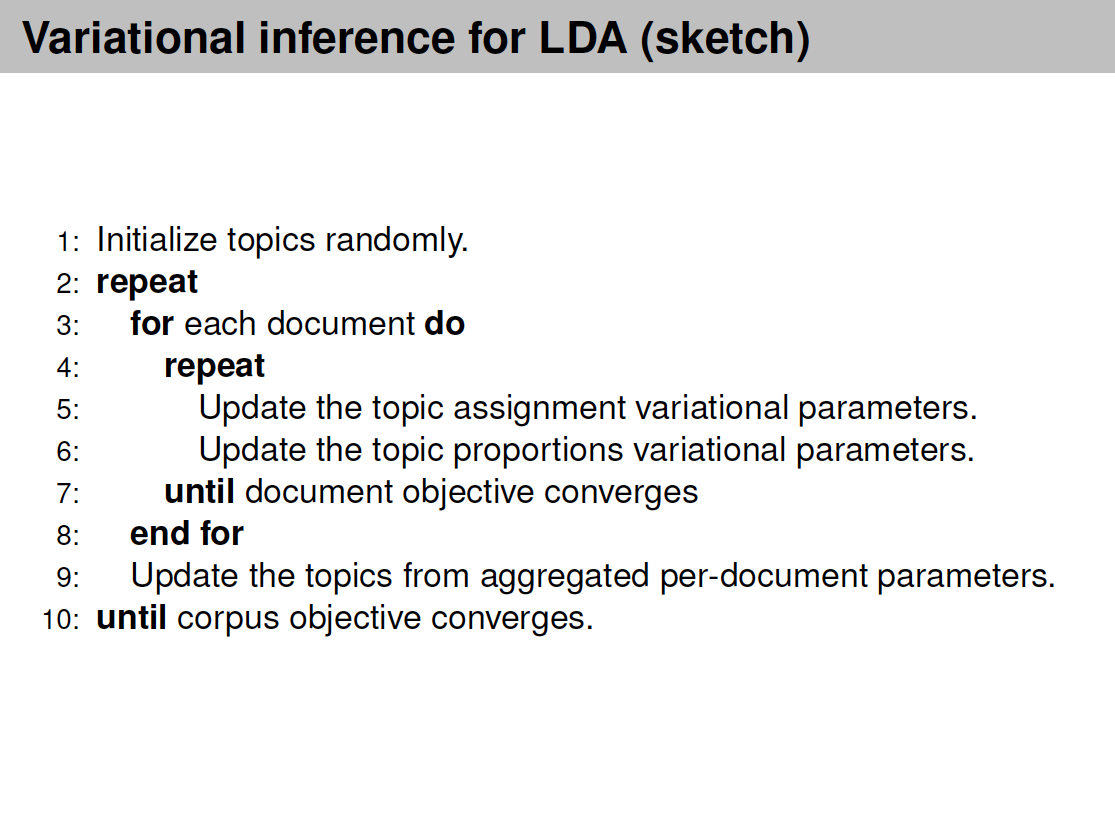 Variational inference for LDA (sketch)
1: Initialize topics randomly.
2: repeat
3: for each document do
4: repeat
5: Update the topic assignment variational parameters.
6: Update the topic proportions variational parameters.
7: until document objective converges
8: end for
9: Update the topics from aggregated per-document parameters.
10: until corpus objective converges.